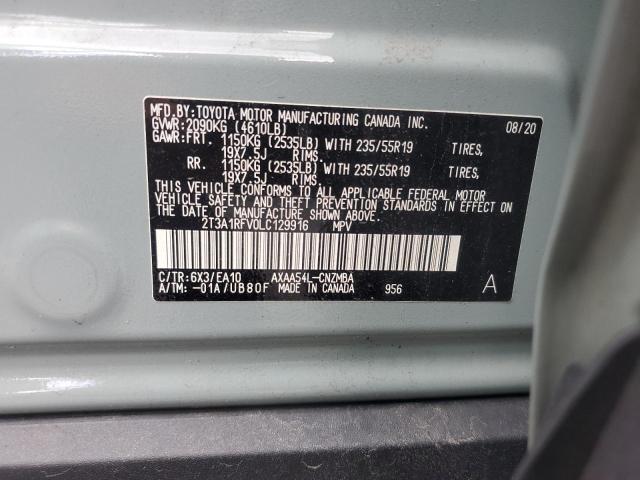 MFD.BY:TOYOTA MOTOR MANUFACTURING CANADA INC. 08/20
GVWR:2090KG (4610LB)
GAWR:FRT. 1150KG (2535LB) WITH 235/55R19 TIRES,
19X7.5J RIMS.
RR. 1150KG (2535LB) WITH 235/55R19 TIRES,
19X7.5J RIMS.
THIS VEHICLE CONFORMS TO ALL APPLICABLE FEDERAL MOTOR
VEHICLE SAFETY AND THEFT PREVENTION STANDARDS IN EFFECT
ON THE DATE OF MANUFACTURE SHOWN ABOVE.
2T3A1RFV0LC129916 MPV
C/TR:6X3/EA10 AXAA54L-CNZMBA
A/TM: -01A/UB80F MADE IN CANADA 956 A